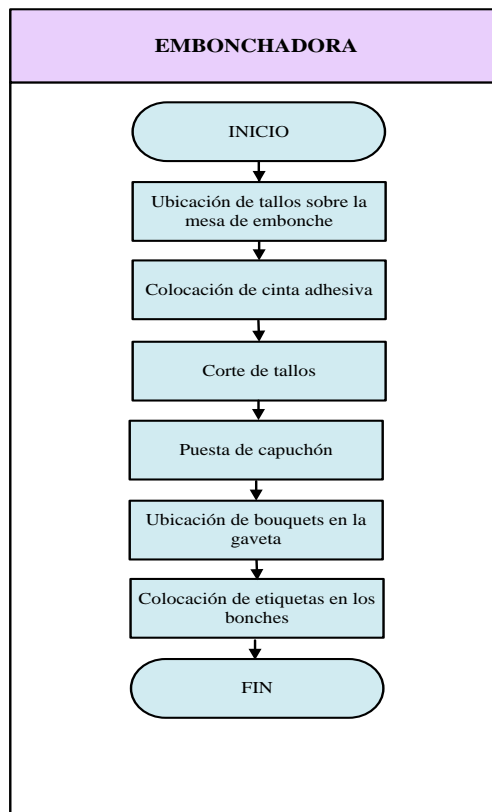 EMBONCHADORA
INICIO
Ubicación de tallos sobre la
mesa de embonche
Colocación de cinta adhesiva
Corte de tallos
Puesta de capuchón
Ubicación de bouquets en la
gaveta
Colocación de etiquetas en los
bonches
FIN